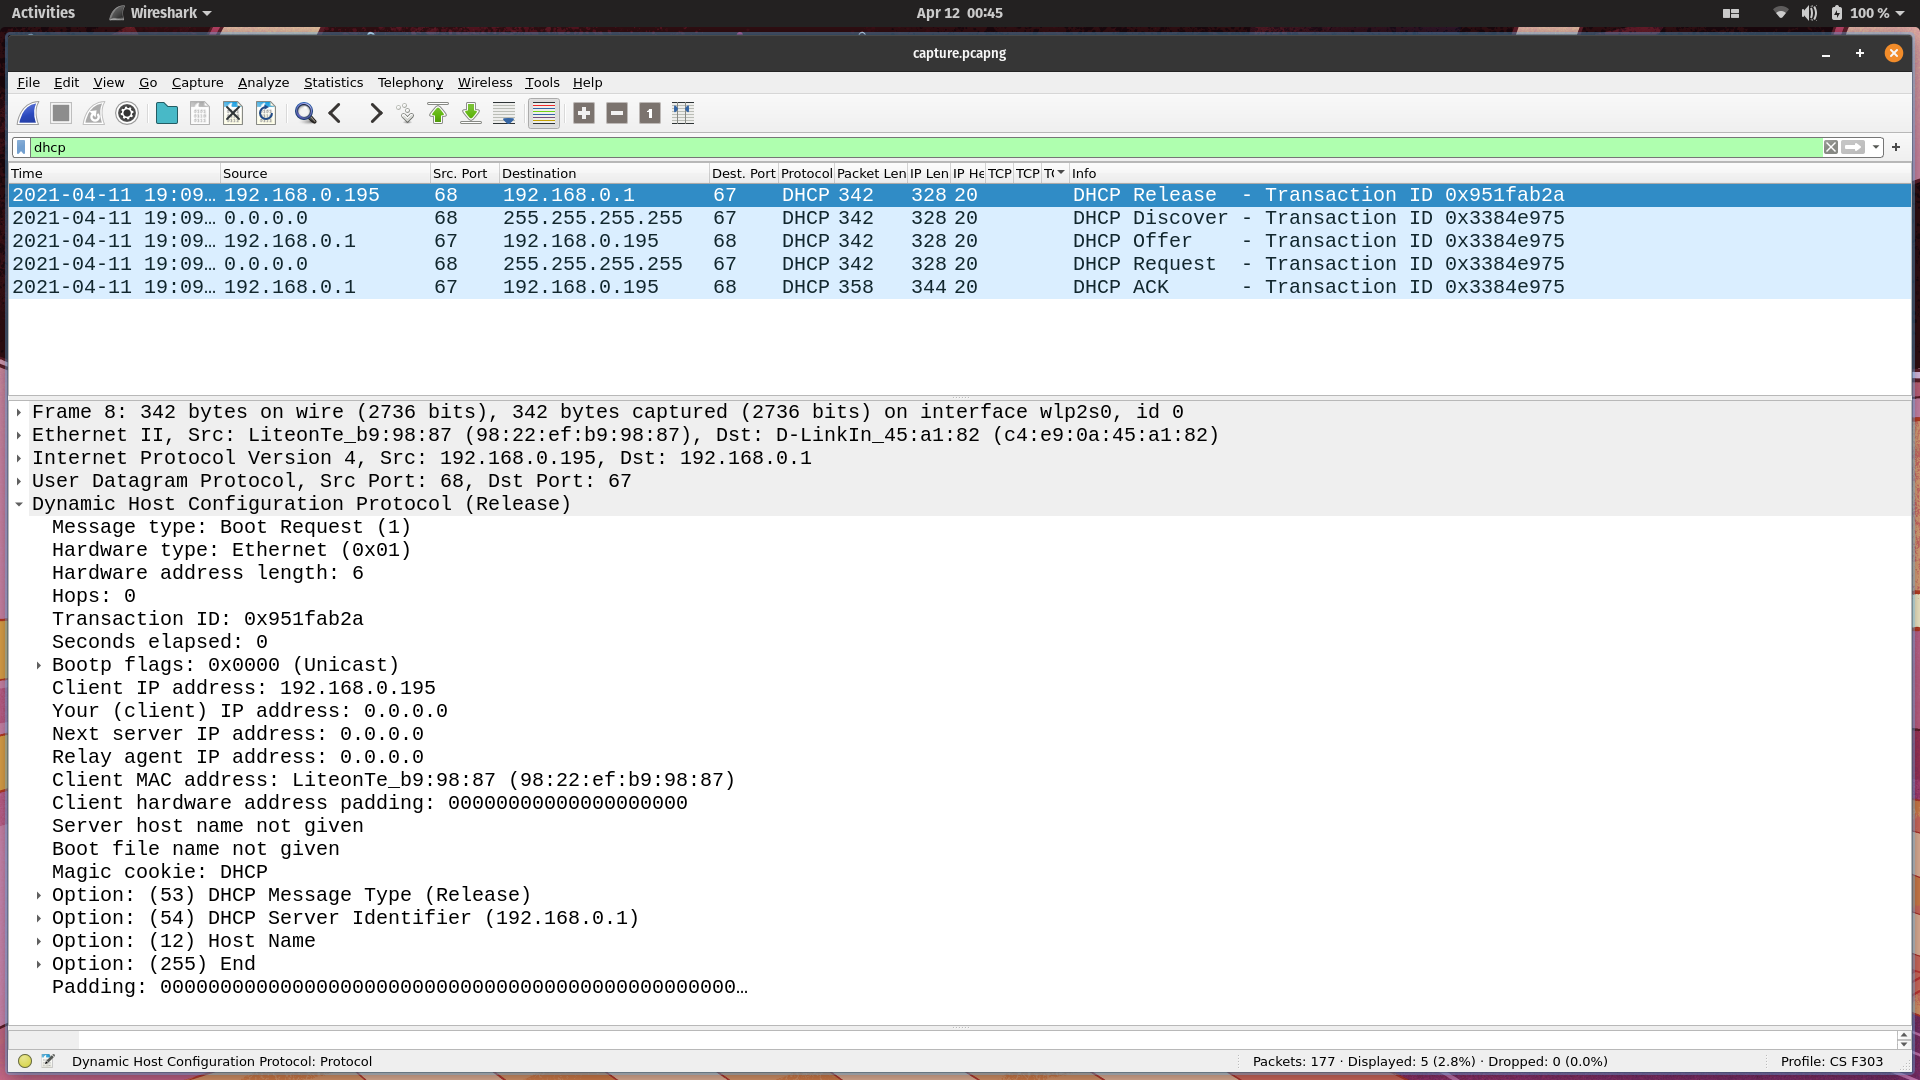 Activities Wireshark Apr 12 00:45 100 %
capture.pcapng
File Edit View Go Capture Analyze Statistics Telephony Wireless Tools Help
dhcp
Time Source Src. Port Destination Dest. Port Protocol Packet Len IP Len IP He TCP TCP TC Info
2021-04-11 19:09… 192.168.0.195 68 192.168.0.1 67 DHCP 342 328 20 DHCP Release - Transaction ID 0x951fab2a
2021-04-11 19:09… 0.0.0.0 68 255.255.255.255 67 DHCP 342 328 20 DHCP Discover - Transaction ID 0x3384e975
2021-04-11 19:09… 192.168.0.1 67 192.168.0.195 68 DHCP 342 328 20 DHCP Offer - Transaction ID 0x3384e975
2021-04-11 19:09… 0.0.0.0 68 255.255.255.255 67 DHCP 342 328 20 DHCP Request - Transaction ID 0x3384e975
2021-04-11 19:09… 192.168.0.1 67 192.168.0.195 68 DHCP 358 344 20 DHCP ACK - Transaction ID 0x3384e975
Frame 8: 342 bytes on wire (2736 bits), 342 bytes captured (2736 bits) on interface wlp2s0, id 0
Ethernet II, Src: LiteonTe_b9:98:87 (98:22:ef:b9:98:87), Dst: D-LinkIn_45:a1:82 (c4:e9:0a:45:a1:82)
Internet Protocol Version 4, Src: 192.168.0.195, Dst: 192.168.0.1
User Datagram Protocol, Src Port: 68, Dst Port: 67
Dynamic Host Configuration Protocol (Release)
Message type: Boot Request (1)
Hardware type: Ethernet (0x01)
Hardware address length: 6
Hops: 0
Transaction ID: 0x951fab2a
Seconds elapsed: 0
Bootp flags: 0x0000 (Unicast)
Client IP address: 192.168.0.195
Your (client) IP address: 0.0.0.0
Next server IP address: 0.0.0.0
Relay agent IP address: 0.0.0.0
Client MAC address: LiteonTe_b9:98:87 (98:22:ef:b9:98:87)
Client hardware address padding: 00000000000000000000
Server host name not given
Boot file name not given
Magic cookie: DHCP
Option: (53) DHCP Message Type (Release)
Option: (54) DHCP Server Identifier (192.168.0.1)
Option: (12) Host Name
Option: (255) End
Padding: 000000000000000000000000000000000000000000000000…
Dynamic Host Configuration Protocol: Protocol Packets: 177 · Displayed: 5 (2.8%) · Dropped: 0 (0.0%) Profile: CS F303